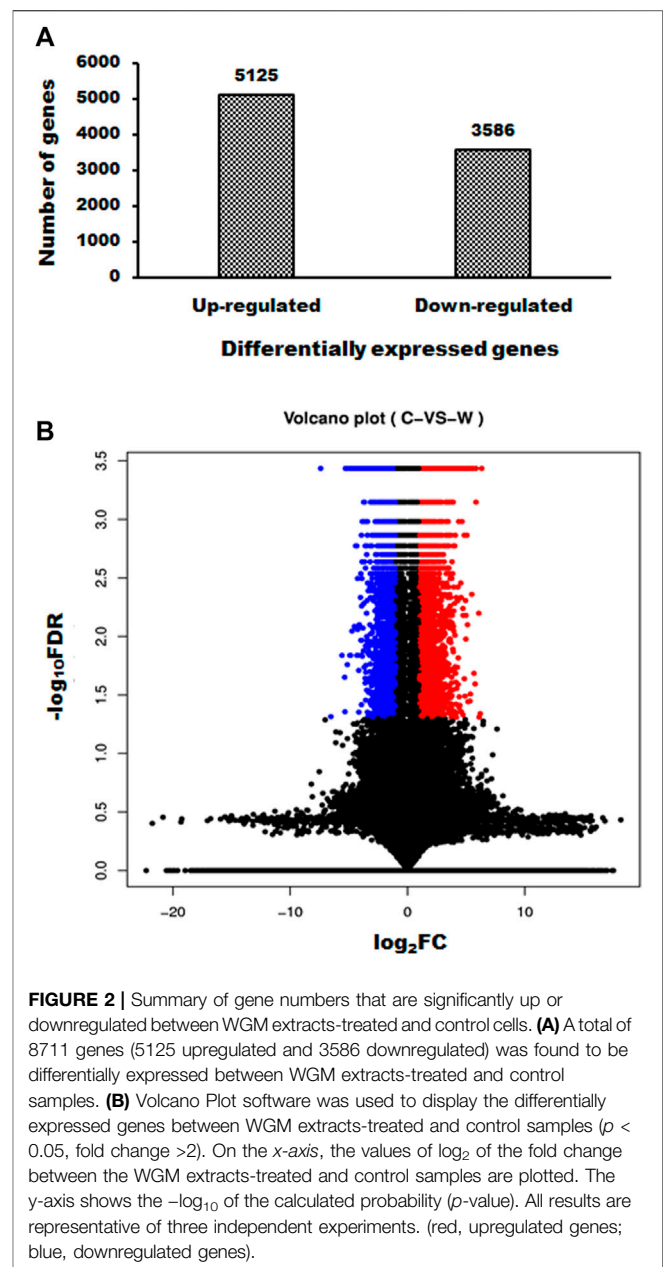 A
Number of genes
6000
5000
4000
3000
2000
1000
0
5125
3586
Up-regulated
Down-regulated
Differentially expressed genes
B
Volcano plot ( C-VS-W )
-log₁₀FDR
3.5
3.0
2.5
2.0
1.5
1.0
0.5
0.0
−20
−10
0
10
log₂FC
FIGURE 2 | Summary of gene numbers that are significantly up or
downregulated between WGM extracts-treated and control cells. (A) A total of
8711 genes (5125 upregulated and 3586 downregulated) was found to be
differentially expressed between WGM extracts-treated and control
samples. (B) Volcano Plot software was used to display the differentially
expressed genes between WGM extracts-treated and control samples (p <
0.05, fold change >2). On the x-axis, the values of log₂ of the fold change
between the WGM extracts-treated and control samples are plotted. The
y-axis shows the −log₁₀ of the calculated probability (p-value). All results are
representative of three independent experiments. (red, upregulated genes;
blue, downregulated genes).